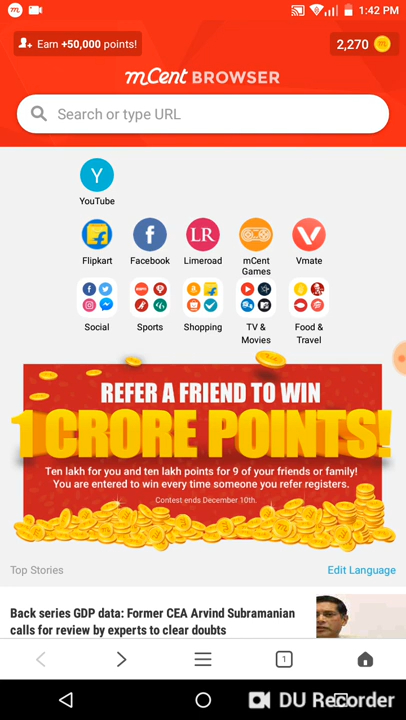 1:42 PM
Earn +50,000 points!
2,270
mCent BROWSER
Search or type URL
Y
YouTube
Flipkart
Facebook
LR
Limeroad
mCent
Games
Vmate
Social
Sports
Shopping
TV &
Movies
Food &
Travel
REFER A FRIEND TO WIN
1 CRORE POINTS!
Ten lakh for you and ten lakh points for 9 of your friends or family!
You are entered to win every time someone you refer registers.
Contest ends December 10th.
Top Stories
Edit Language
Back series GDP data: Former CEA Arvind Subramanian
calls for review by experts to clear doubts
1
DU Recorder